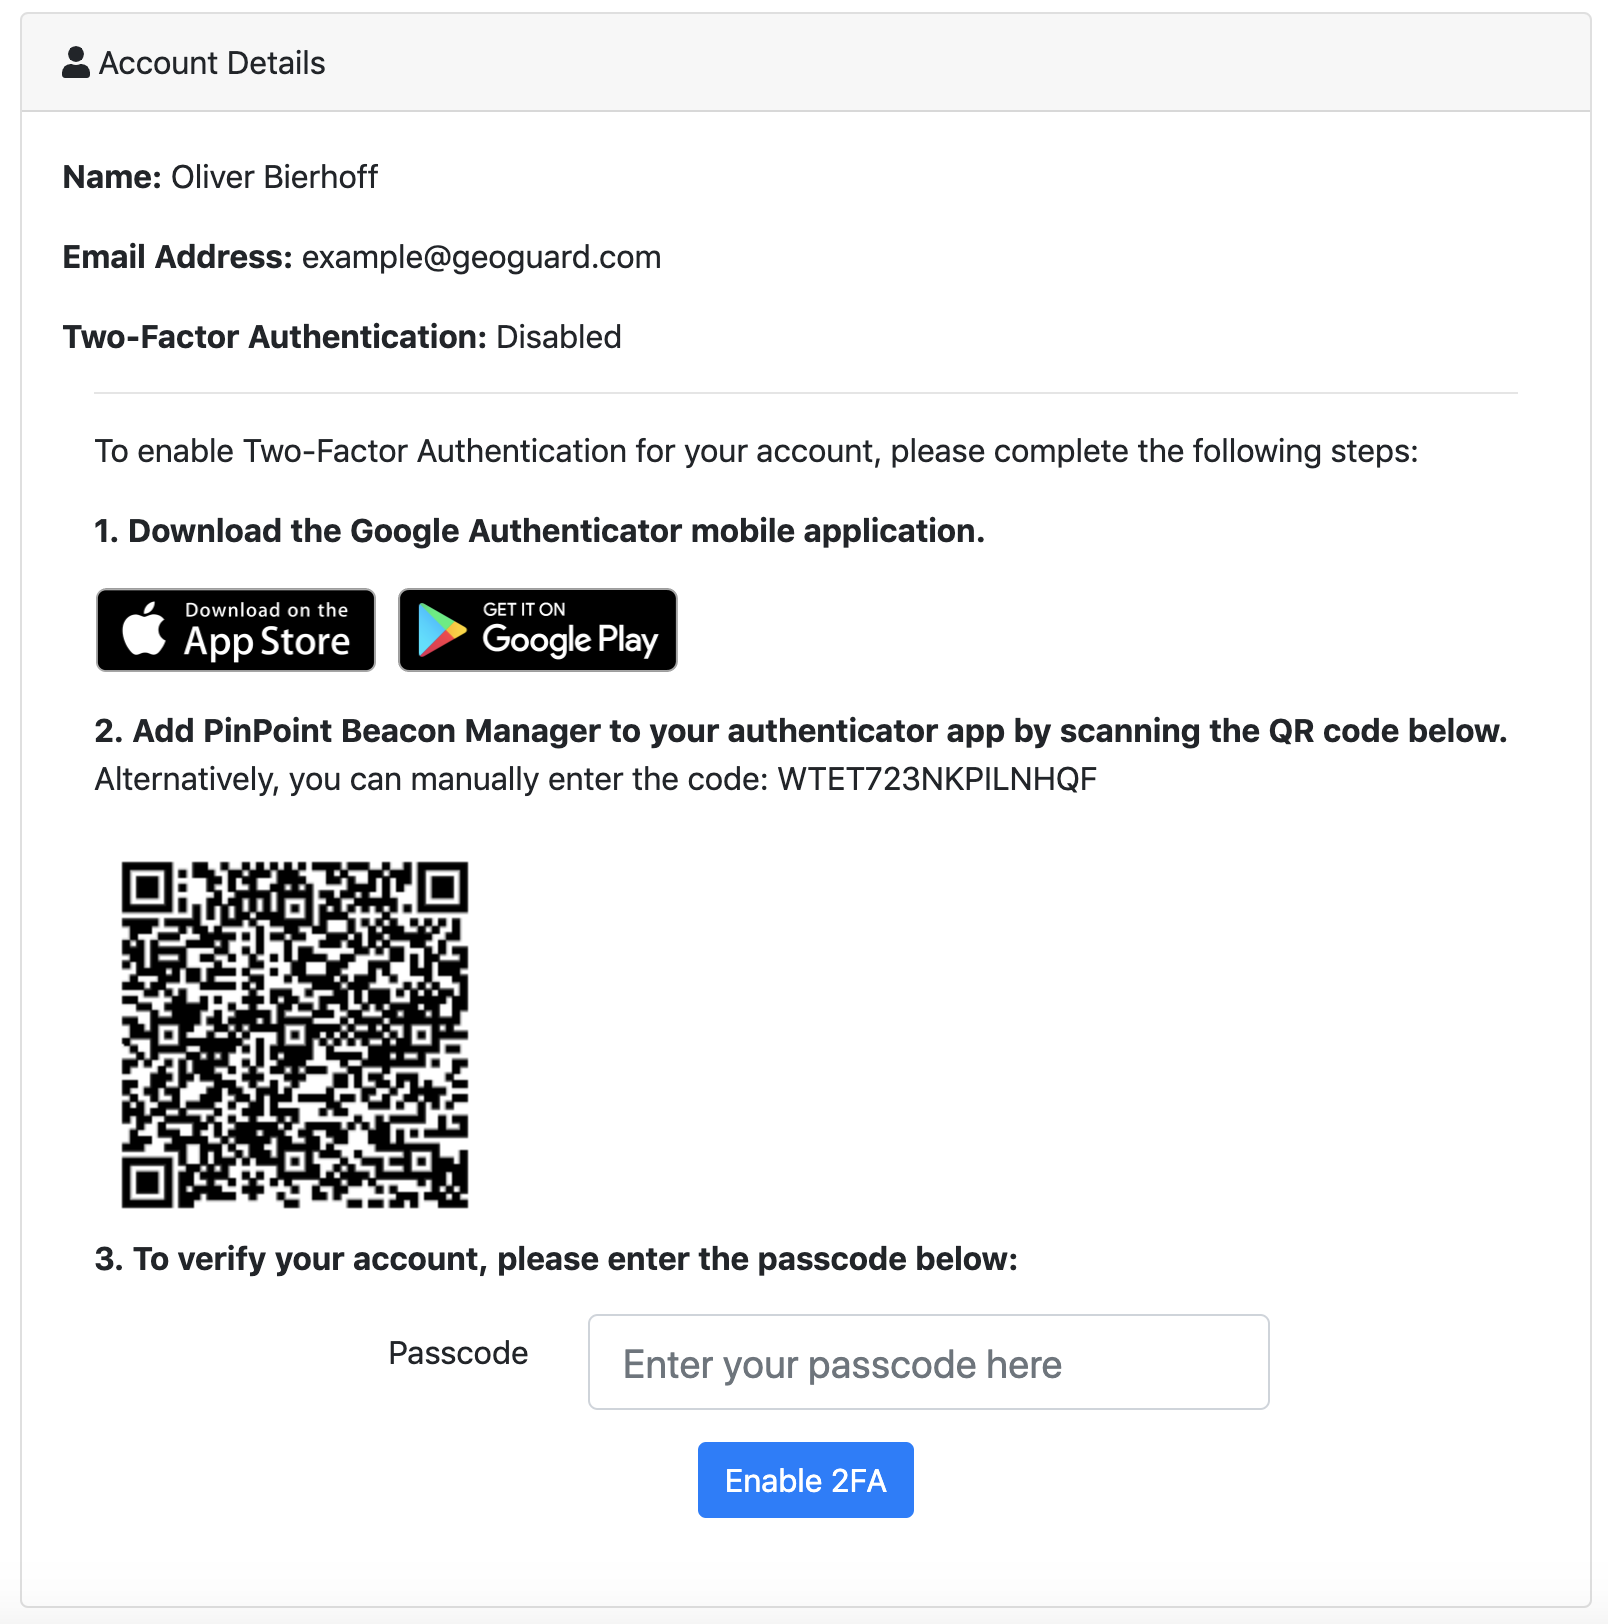 Account Details
Name: Oliver Bierhoff
Email Address: example@geoguard.com
Two-Factor Authentication: Disabled
To enable Two-Factor Authentication for your account, please complete the following steps:
1. Download the Google Authenticator mobile application.
Download on the
App Store
GET IT ON
Google Play
2. Add PinPoint Beacon Manager to your authenticator app by scanning the QR code below.
Alternatively, you can manually enter the code: WTET723NKPILNHQF
3. To verify your account, please enter the passcode below:
Passcode
Enter your passcode here
Enable 2FA